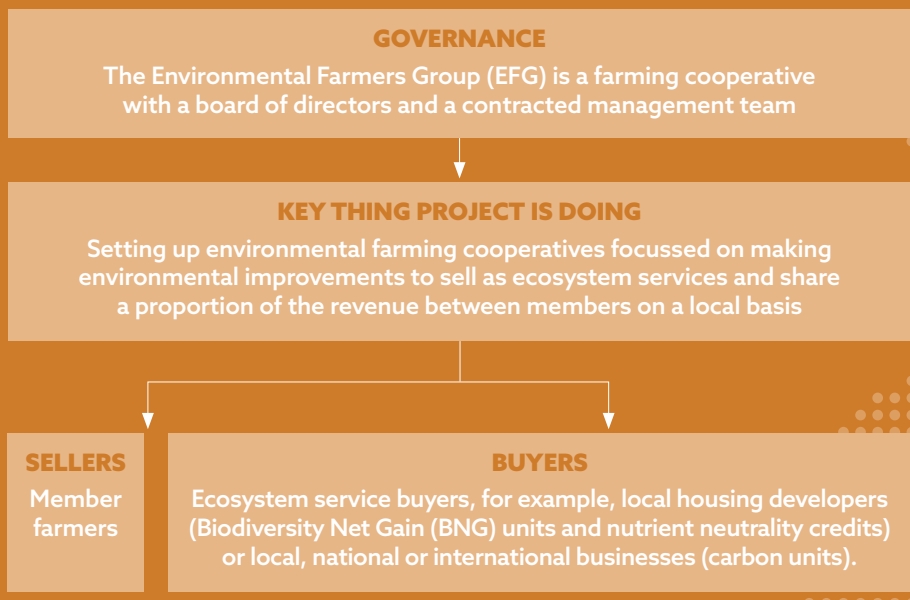 GOVERNANCE
The Environmental Farmers Group (EFG) is a farming cooperative
with a board of directors and a contracted management team
KEY THING PROJECT IS DOING
Setting up environmental farming cooperatives focussed on making
environmental improvements to sell as ecosystem services and share
a proportion of the revenue between members on a local basis
SELLERS
Member
farmers
BUYERS
Ecosystem service buyers, for example, local housing developers
(Biodiversity Net Gain (BNG) units and nutrient neutrality credits)
or local, national or international businesses (carbon units).